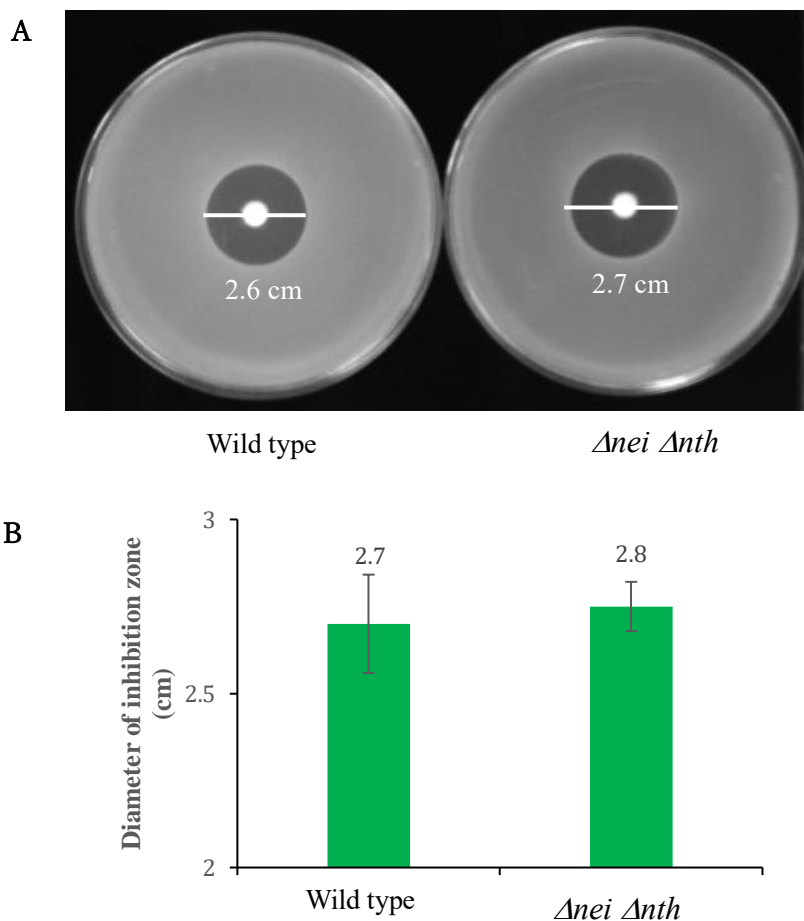 A
2.6 cm
2.7 cm
Wild type
Δnei Δnth
B
Diameter of inhibition zone
(cm)
3
2.5
2
2.7
2.8
Wild type
Δnei Δnth